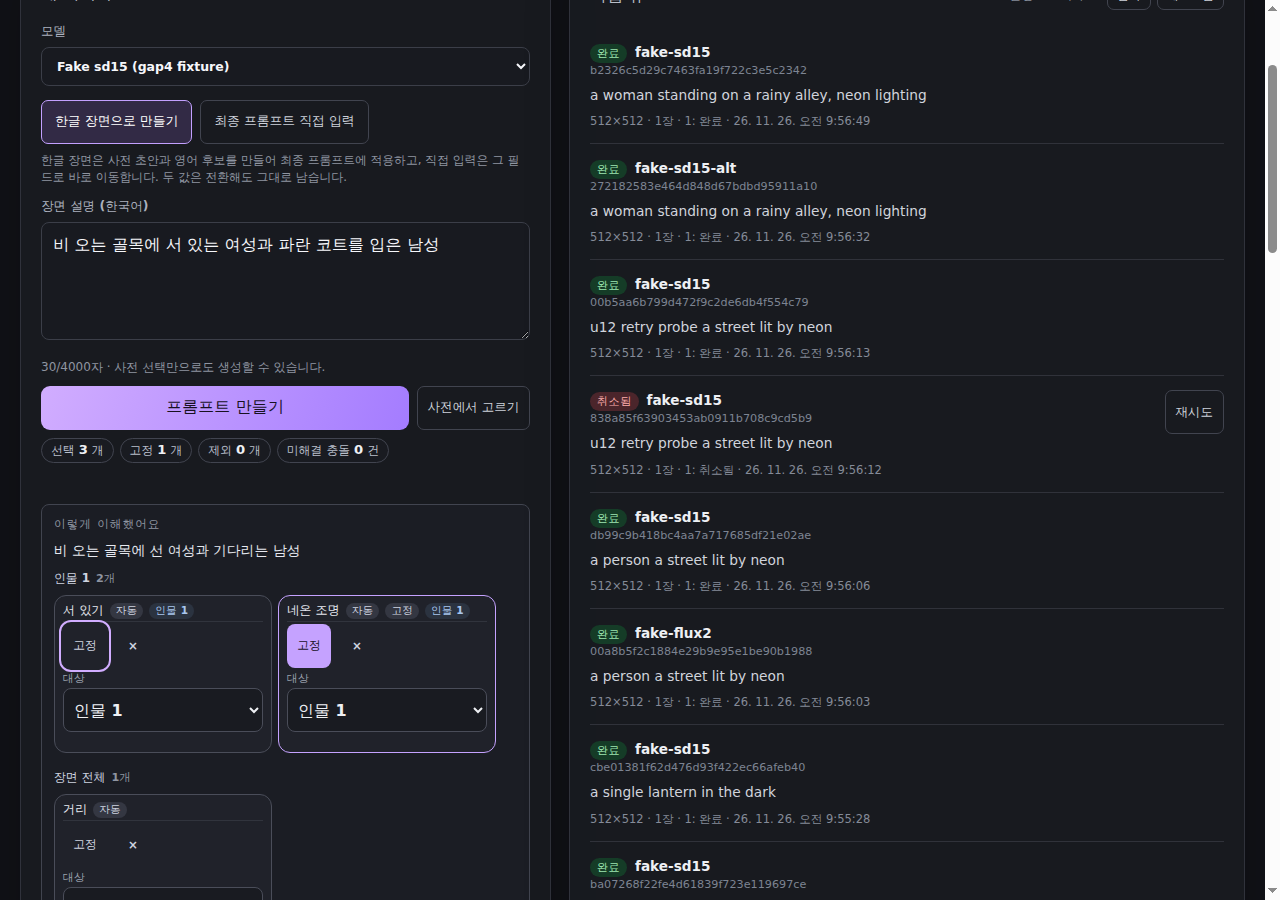 모델
Fake sd15 (gap4 fixture)
한글 장면으로 만들기
최종 프롬프트 직접 입력
한글 장면은 사전 초안과 영어 후보를 만들어 최종 프롬프트에 적용하고, 직접 입력은 그 필
드로 바로 이동합니다. 두 값은 전환해도 그대로 남습니다.
장면 설명 (한국어)
비 오는 골목에 서 있는 여성과 파란 코트를 입은 남성
30/4000자 · 사전 선택만으로도 생성할 수 있습니다.
프롬프트 만들기
사전에서 고르기
선택 3 개
고정 1 개
제외 0 개
미해결 충돌 0 건
이렇게 이해했어요
비 오는 골목에 선 여성과 기다리는 남성
인물 1 2개
서 있기 자동 인물 1
고정 ×
대상
인물 1
네온 조명 자동 고정 인물 1
고정 ×
대상
인물 1
장면 전체 1개
거리 자동
고정 ×
대상
완료 fake-sd15
b2326c5d29c7463fa19f722c3e5c2342
a woman standing on a rainy alley, neon lighting
512×512 · 1장 · 1: 완료 · 26. 11. 26. 오전 9:56:49
완료 fake-sd15-alt
272182583e464d848d67bdbd95911a10
a woman standing on a rainy alley, neon lighting
512×512 · 1장 · 1: 완료 · 26. 11. 26. 오전 9:56:32
완료 fake-sd15
00b5aa6b799d472f9c2de6db4f554c79
u12 retry probe a street lit by neon
512×512 · 1장 · 1: 완료 · 26. 11. 26. 오전 9:56:13
취소됨 fake-sd15
838a85f63903453ab0911b708c9cd5b9
u12 retry probe a street lit by neon
512×512 · 1장 · 1: 취소됨 · 26. 11. 26. 오전 9:56:12
재시도
완료 fake-sd15
db99c9b418bc4aa7a717685df21e02ae
a person a street lit by neon
512×512 · 1장 · 1: 완료 · 26. 11. 26. 오전 9:56:06
완료 fake-flux2
00a8b5f2c1884e29b9e95e1be90b1988
a person a street lit by neon
512×512 · 1장 · 1: 완료 · 26. 11. 26. 오전 9:56:03
완료 fake-sd15
cbe01381f62d476d93f422ec66afeb40
a single lantern in the dark
512×512 · 1장 · 1: 완료 · 26. 11. 26. 오전 9:55:28
완료 fake-sd15
ba07268f22fe4d61839f723e119697ce